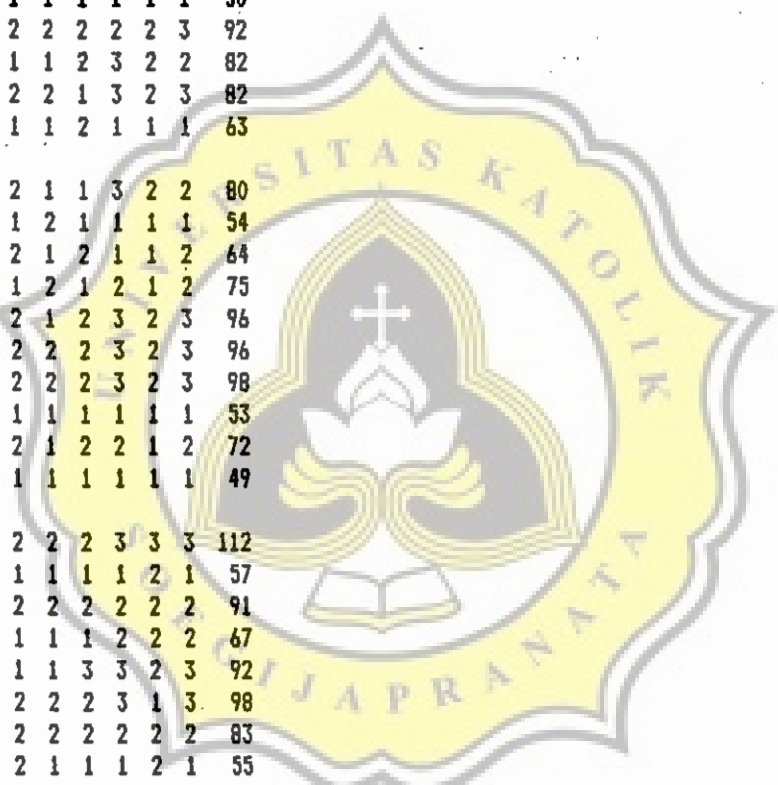 2 2 2 2 2 3 92
1 1 2 3 2 2 82
2 2 1 3 2 3 82
1 1 2 1 1 1 63
2 1 1 3 2 2 80
1 2 1 1 1 1 54
2 1 2 1 1 2 64
1 2 1 2 1 2 75
2 1 2 3 2 3 96
2 2 2 3 2 3 96
2 2 2 3 2 3 98
1 1 1 1 1 1 53
2 1 2 2 1 2 72
1 1 1 1 1 1 49
2 2 2 3 3 3 112
1 1 1 1 2 1 57
2 2 2 2 2 2 91
1 1 1 2 2 2 67
1 1 3 3 2 3 92
2 2 2 3 1 3 98
2 2 2 2 2 2 83
2 1 1 1 2 1 55
UNIVERSITAS KATOLIK
SOEGIJAPRANATA